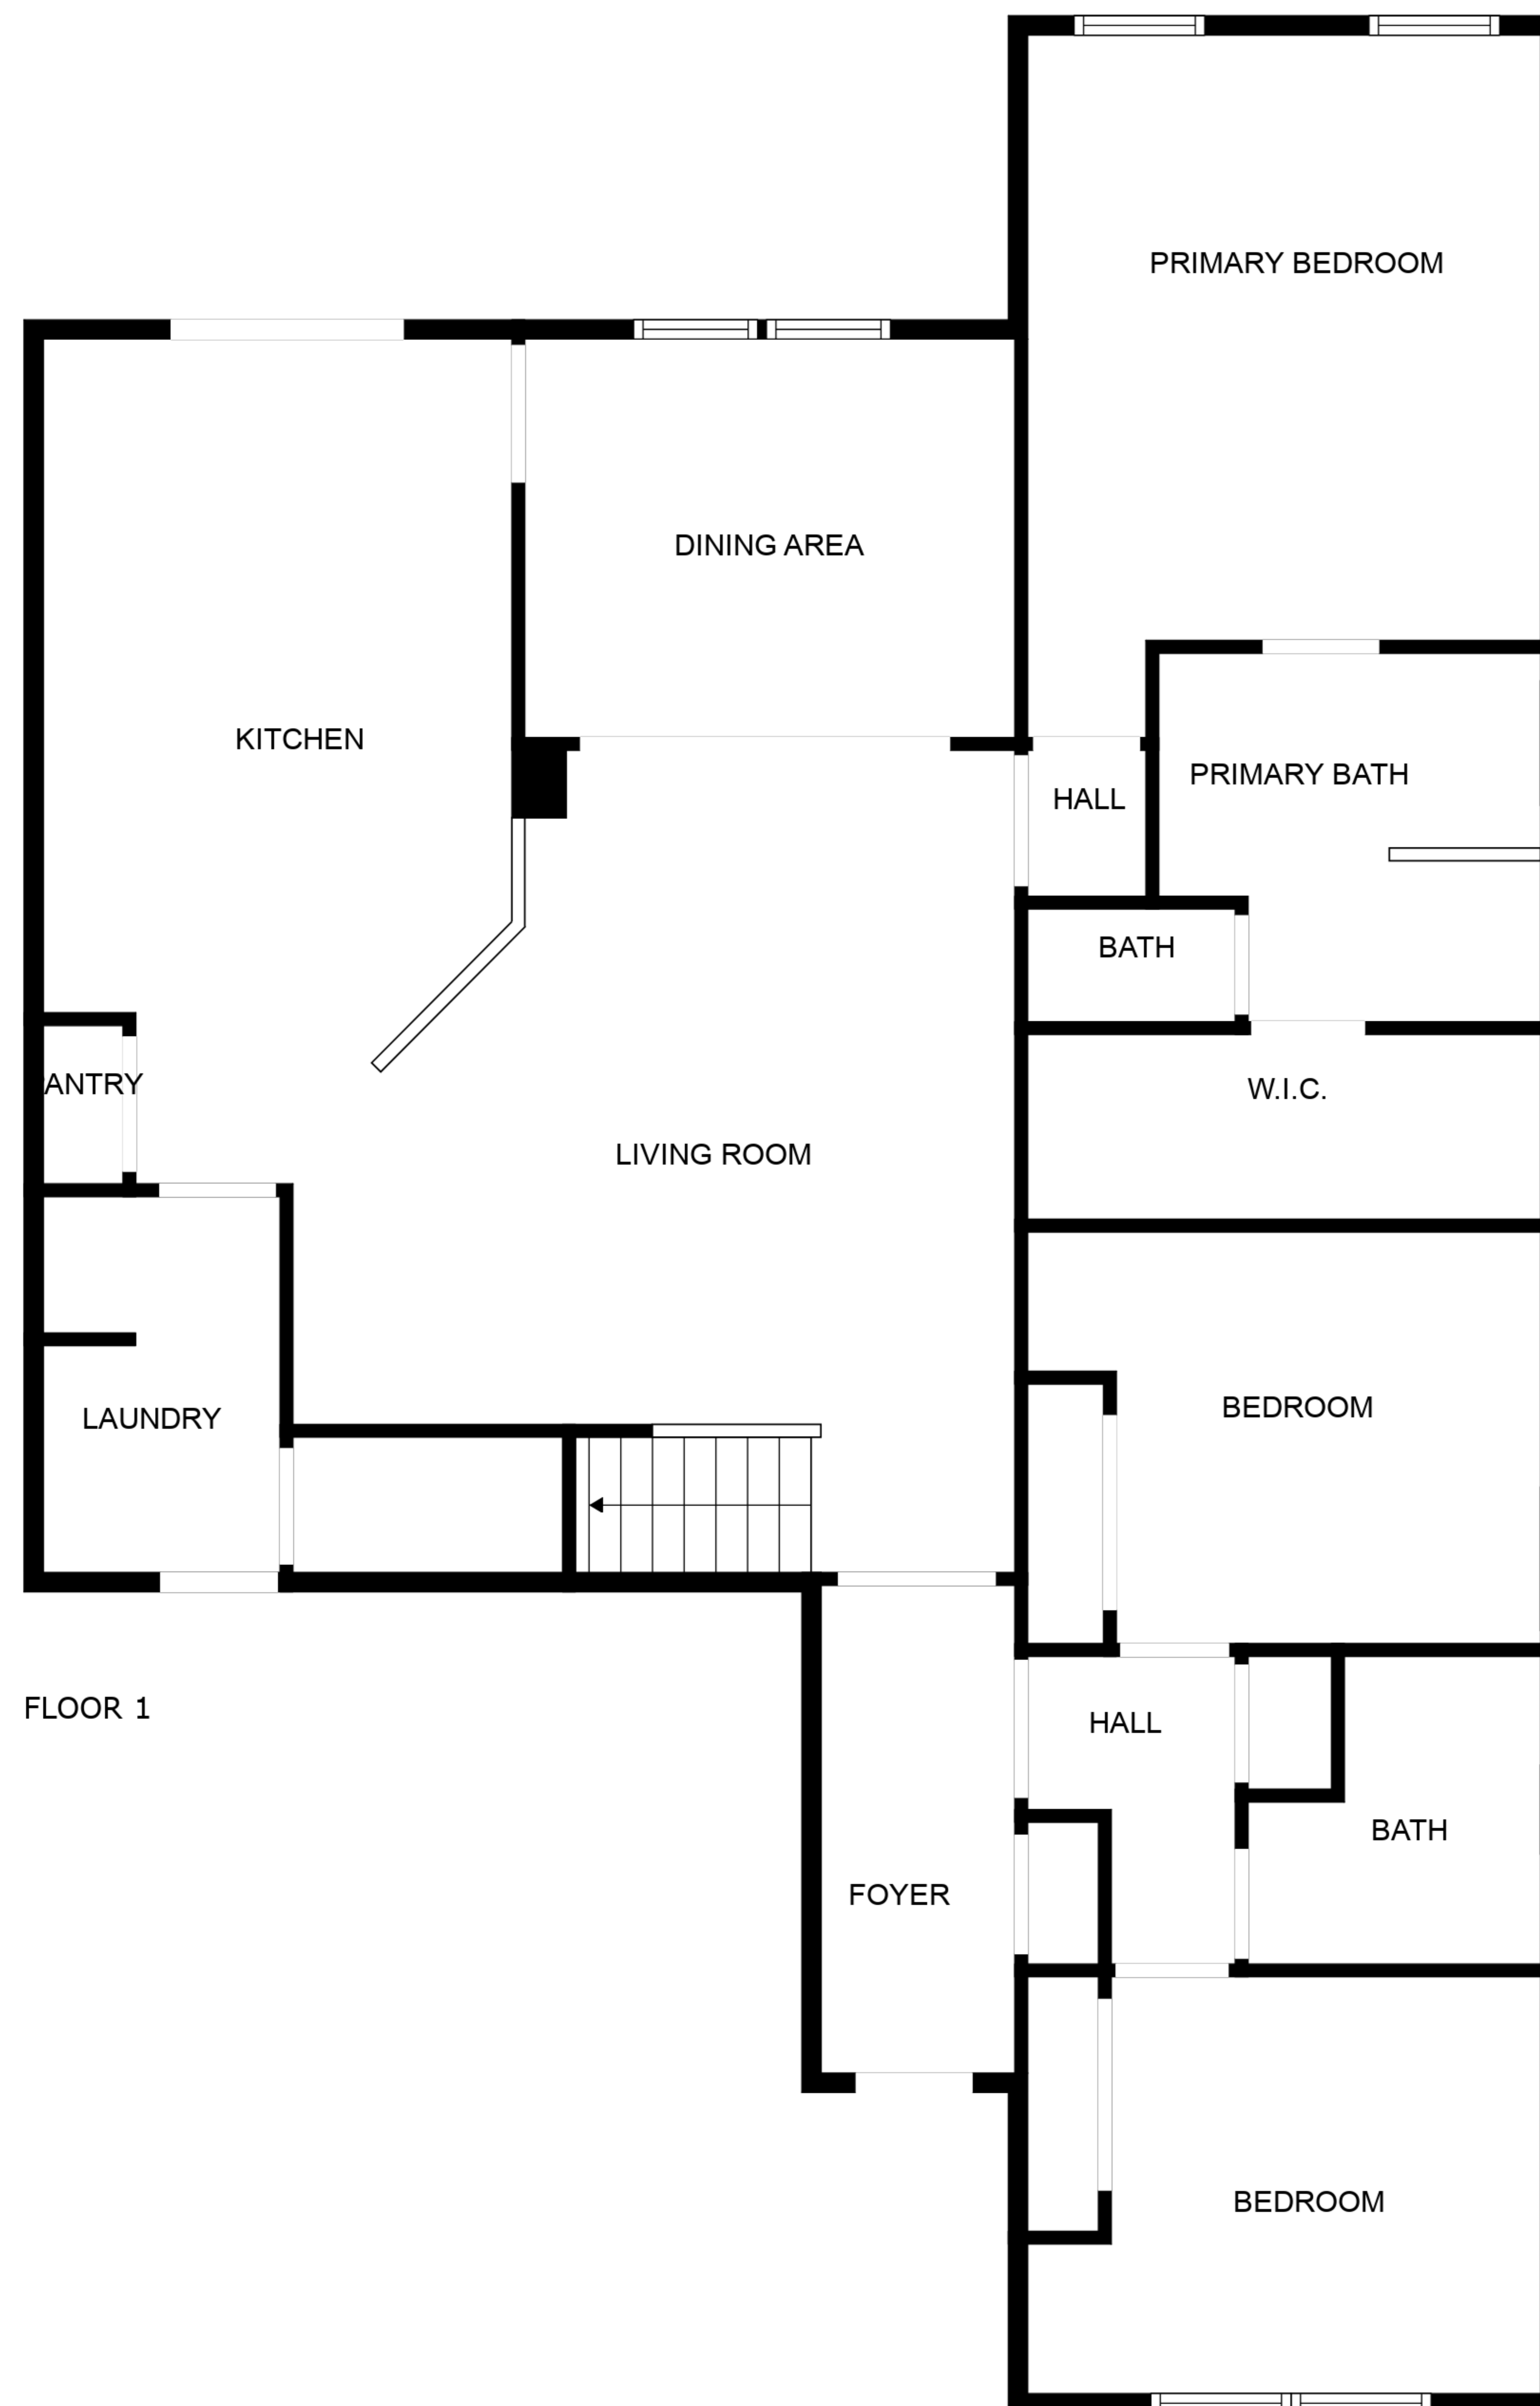 PRIMARY BEDROOM
DINING AREA
KITCHEN
PRIMARY BATH
HALL
BATH
ANTRY
W.I.C.
LIVING ROOM
BEDROOM
LAUNDRY
FLOOR 1
HALL
BATH
FOYER
BEDROOM